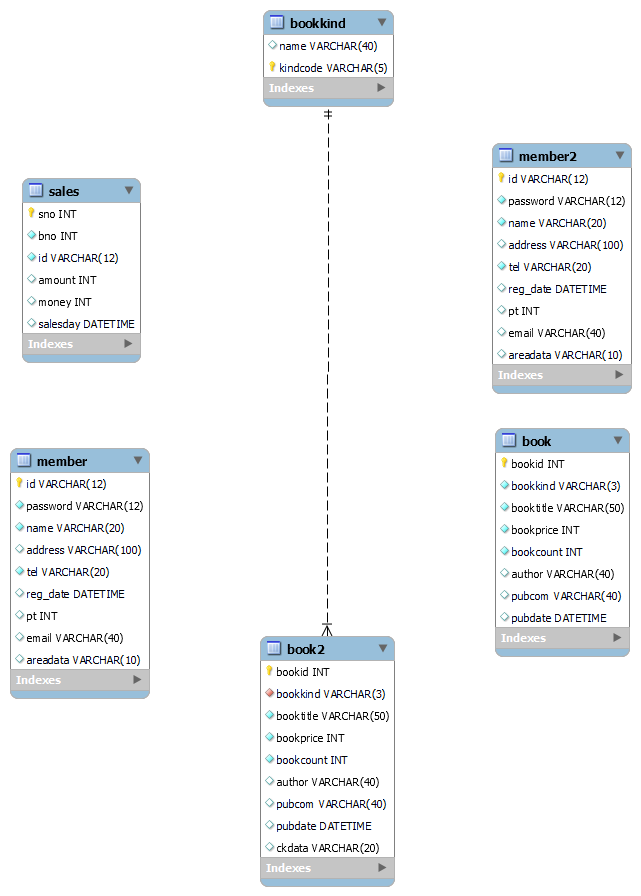 bookkind
name VARCHAR(40)
kindcode VARCHAR(5)
Indexes
member2
id VARCHAR(12)
password VARCHAR(12)
name VARCHAR(20)
address VARCHAR(100)
tel VARCHAR(20)
reg_date DATETIME
pt INT
email VARCHAR(40)
areadata VARCHAR(10)
Indexes
sales
sno INT
bno INT
id VARCHAR(12)
amount INT
money INT
salesday DATETIME
Indexes
book
bookid INT
bookkind VARCHAR(3)
booktitle VARCHAR(50)
bookprice INT
bookcount INT
author VARCHAR(40)
pubcom VARCHAR(40)
pubdate DATETIME
Indexes
member
id VARCHAR(12)
password VARCHAR(12)
name VARCHAR(20)
address VARCHAR(100)
tel VARCHAR(20)
reg_date DATETIME
pt INT
email VARCHAR(40)
areadata VARCHAR(10)
Indexes
book2
bookid INT
bookkind VARCHAR(3)
booktitle VARCHAR(50)
bookprice INT
bookcount INT
author VARCHAR(40)
pubcom VARCHAR(40)
pubdate DATETIME
ckdata VARCHAR(20)
Indexes